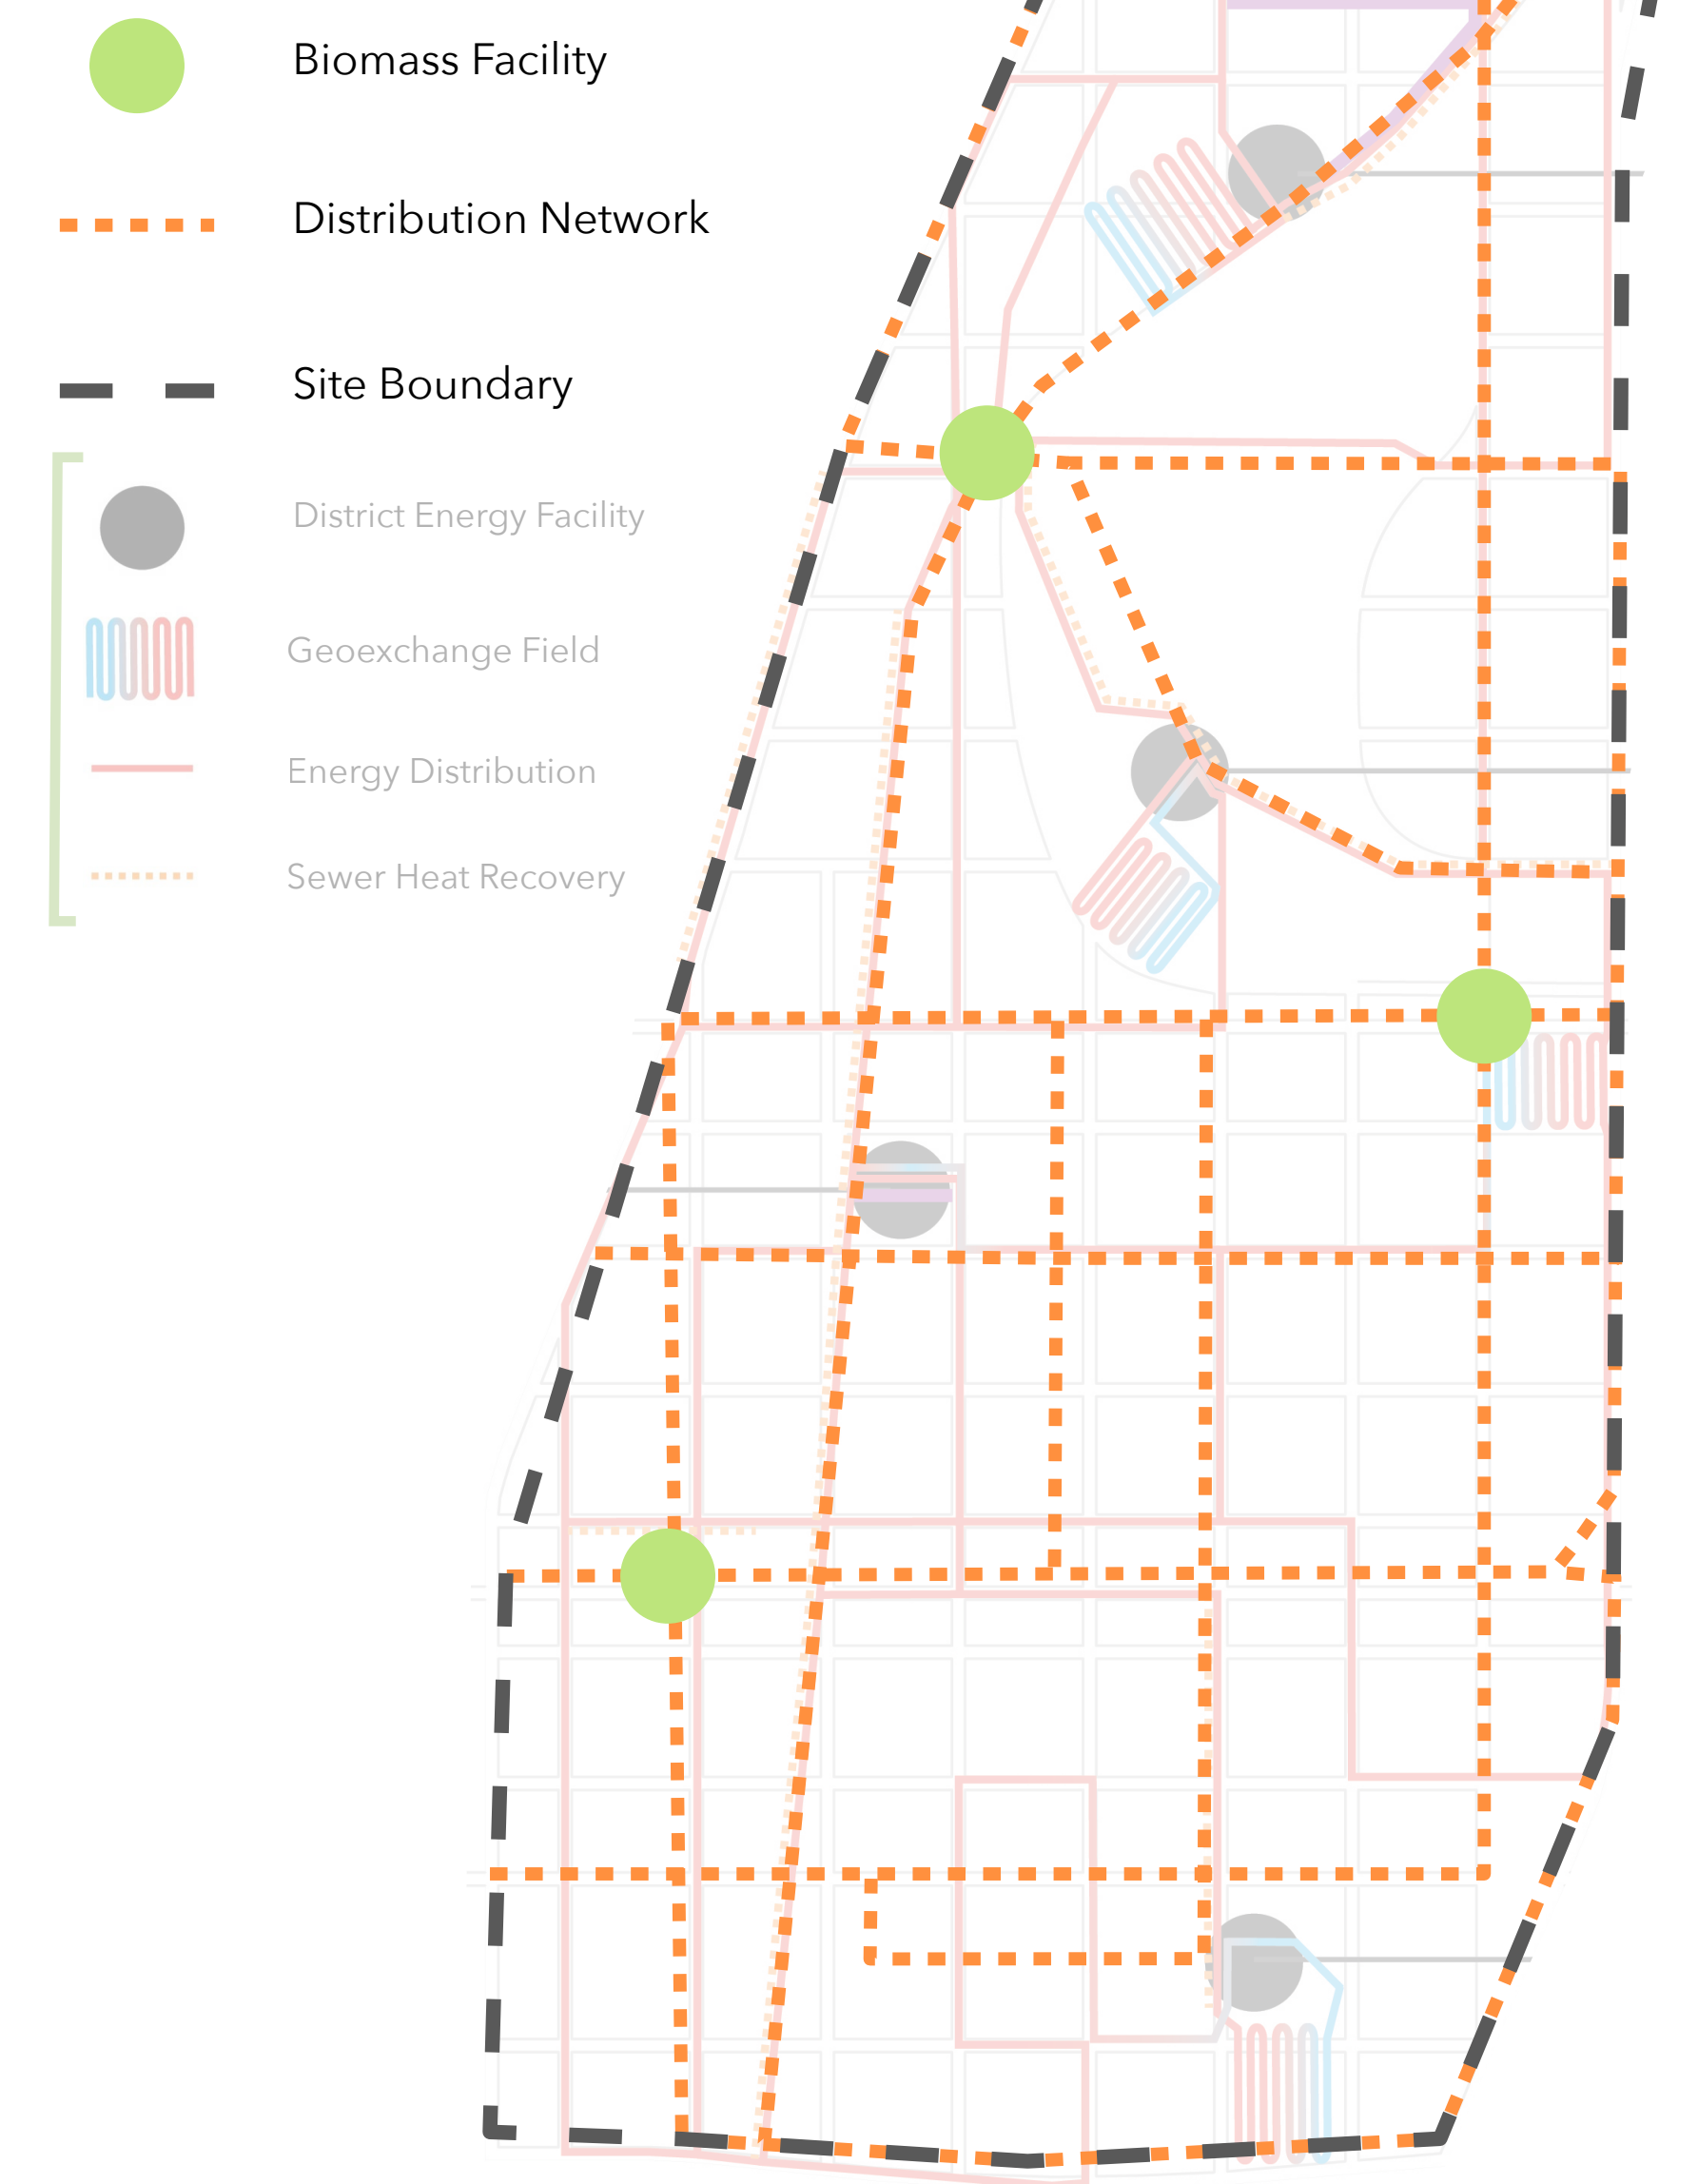 Biomass Facility
Distribution Network
Site Boundary
District Energy Facility
Geoexchange Field
Energy Distribution
Sewer Heat Recovery